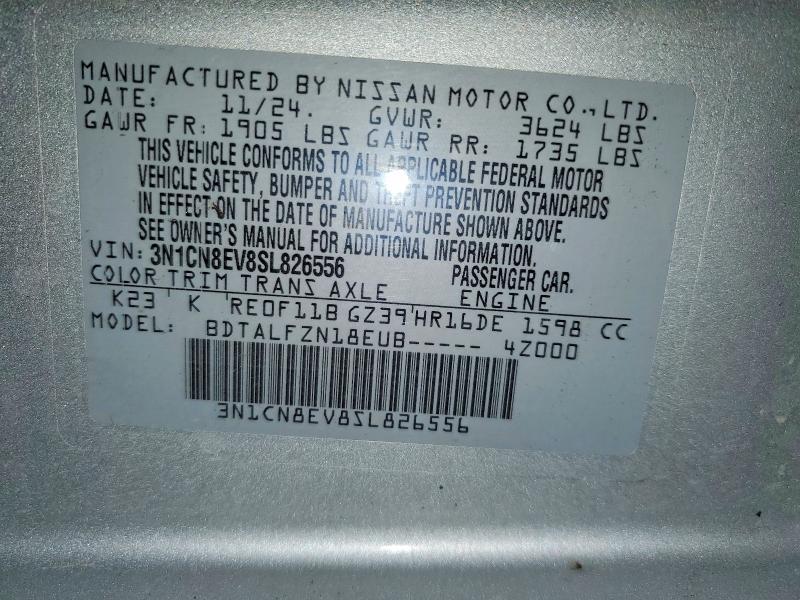 MANUFACTURED BY NISSAN MOTOR CO., LTD.
DATE: 11/24. GVWR: 3624 LBS
GAWR FR: 1905 LBS GAWR RR: 1735 LBS
THIS VEHICLE CONFORMS TO ALL APPLICABLE FEDERAL MOTOR
VEHICLE SAFETY, BUMPER AND THEFT PREVENTION STANDARDS
IN EFFECT ON THE DATE OF MANUFACTURE SHOWN ABOVE.
SEE OWNER'S MANUAL FOR ADDITIONAL INFORMATION.
VIN: 3N1CN8EV8SL826556 PASSENGER CAR.
COLOR TRIM TRANS AXLE ENGINE
K23 K RE0F11B GZ39 HR16DE 1598 CC
MODEL: BDTALFZN18EUB----- 4Z000
3N1CN8EV8SL826556